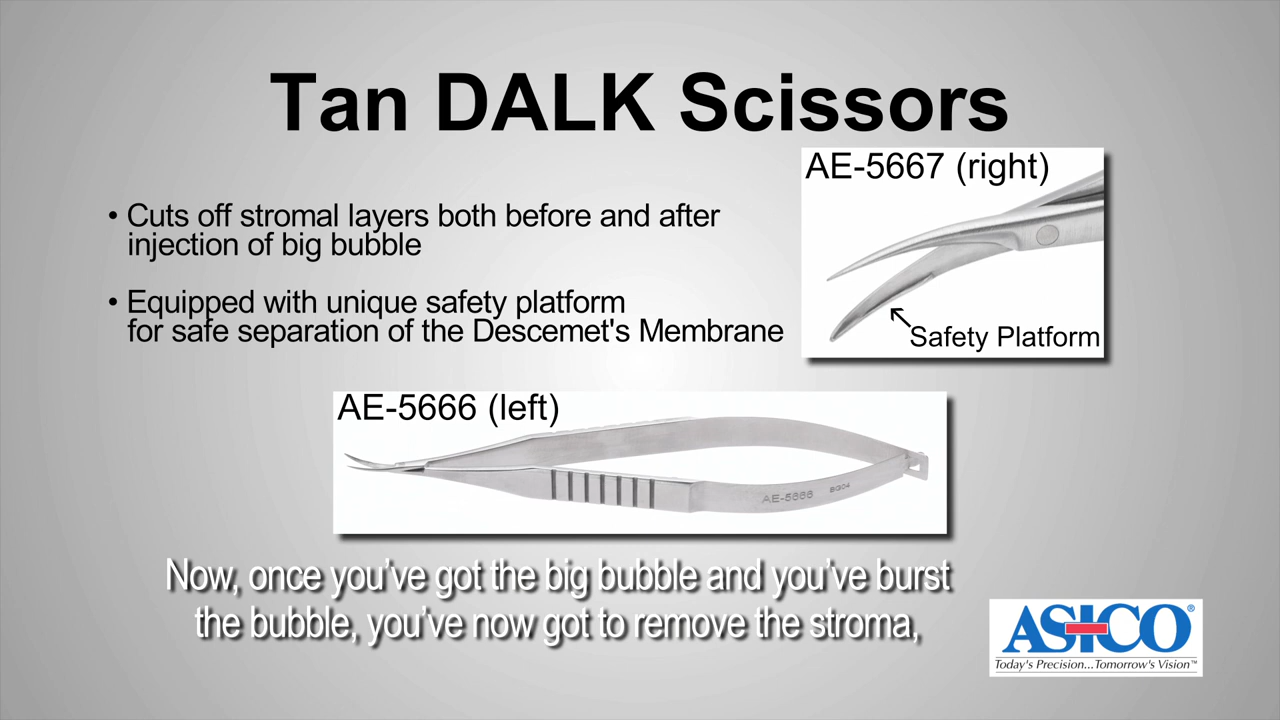 Tan DALK Scissors
AE-5667 (right)
• Cuts off stromal layers both before and after
injection of big bubble
• Equipped with unique safety platform
for safe separation of the Descemet's Membrane
Safety Platform
AE-5666 (left)
AE-5666 BG04
Now, once you've got the big bubble and you've burst
the bubble, you've now got to remove the stroma,
ASICO®
Today's Precision...Tomorrow's Vision™